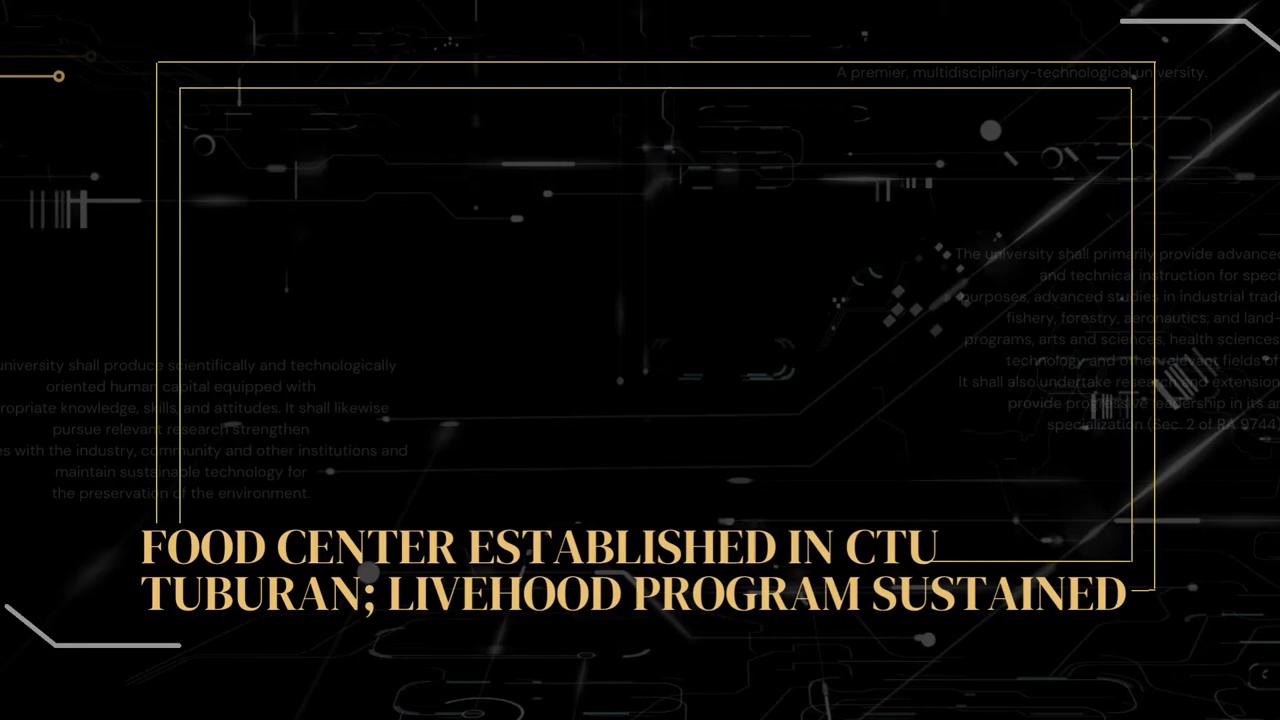 A premier, multidisciplinary-technological university.
The university shall primarily provide advanced
and technical instruction for speci
purposes, advanced studies in industrial trad
fishery, forestry, aeronautics, and land-
programs, arts and sciences, health sciences
technology and other relevant fields of
It shall also undertake research and extension
provide progressive leadership in its ar
specialization (Sec. 2 of RA 9744)
university shall produce scientifically and technologically
oriented human capital equipped with
ropriate knowledge, skills, and attitudes. It shall likewise
pursue relevant research strengthen
es with the industry, community and other institutions and
maintain sustainable technology for
the preservation of the environment.
FOOD CENTER ESTABLISHED IN CTU
TUBURAN; LIVEHOOD PROGRAM SUSTAINED